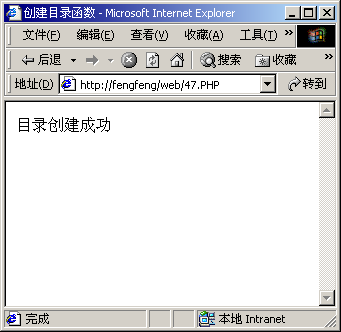 创建目录函数 - Microsoft Internet Explorer
文件(F) 编辑(E) 查看(V) 收藏(A) 工具(T) »
后退 » 搜索 收藏 »
地址(D) http://fengfeng/web/47.PHP 转到
目录创建成功
完成 本地 Intranet